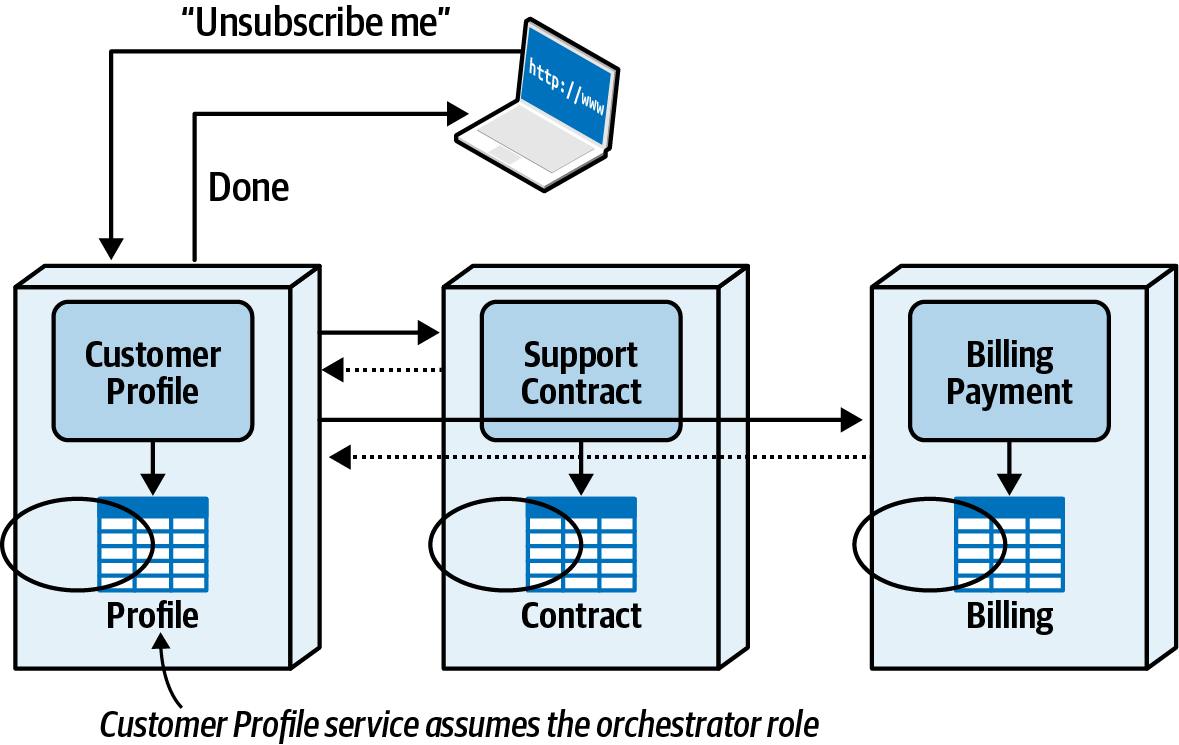 “Unsubscribe me”
http://www
Done
Customer
Profile
Support
Contract
Billing
Payment
Profile
Contract
Billing
Customer Profile service assumes the orchestrator role